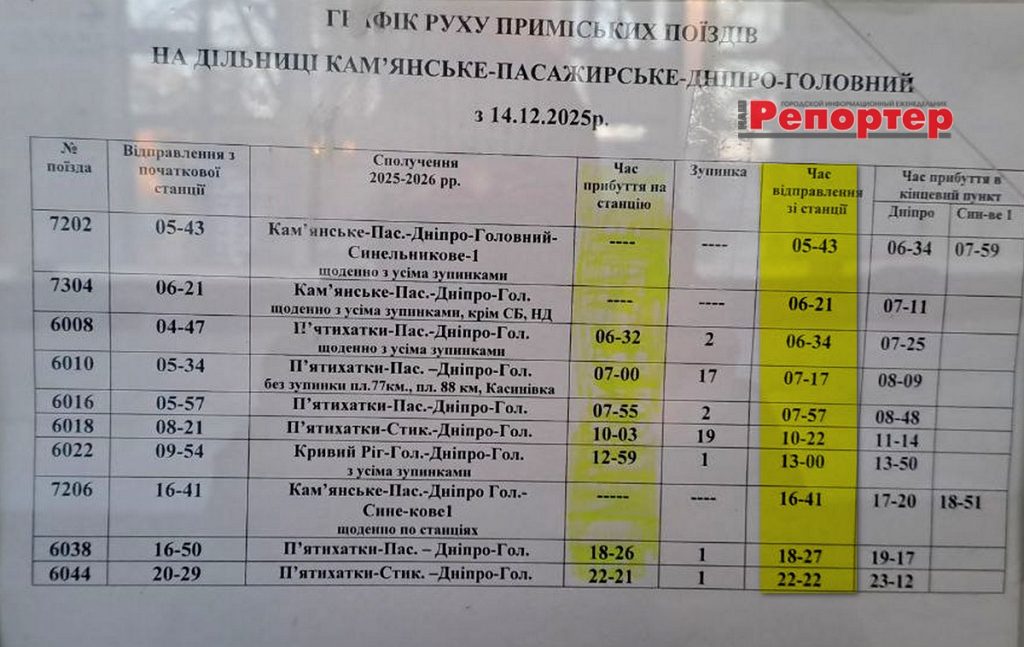 ГРАФІК РУХУ ПРИМІСЬКИХ ПОЇЗДІВ
НА ДІЛЬНИЦІ КАМ’ЯНСЬКЕ-ПАСАЖИРСЬКЕ-ДНІПРО-ГОЛОВНИЙ
з 14.12.2025р.
ГОРОДСКОЙ ИНФОРМАЦИОННЫЙ ЕЖЕНЕДЕЛЬНИК
НАШ Репортер
№ поїзда Відправлення з початкової станції Сполучення 2025-2026 рр. Час прибуття на станцію Зупинка Час відправлення зі станції Час прибуття в кінцевий пункт
Дніпро Син-ве 1
7202 05-43 Кам’янське-Пас.-Дніпро-Головний- ---- ---- 05-43 06-34 07-59
Синельникове-1
щоденно з усіма зупинками
7304 06-21 Кам’янське-Пас.-Дніпро-Гол. ---- ---- 06-21 07-11
щоденно з усіма зупинками, крім СБ, НД
6008 04-47 П’ятихатки-Пас.-Дніпро-Гол. 06-32 2 06-34 07-25
щоденно з усіма зупинками
6010 05-34 П’ятихатки-Пас. –Дніпро-Гол. 07-00 17 07-17 08-09
без зупинки пл.77км., пл. 88 км, Касинівка
6016 05-57 П’ятихатки-Пас.-Дніпро-Гол. 07-55 2 07-57 08-48
6018 08-21 П’ятихатки-Стик.-Дніпро-Гол. 10-03 19 10-22 11-14
6022 09-54 Кривий Ріг-Гол.-Дніпро-Гол. 12-59 1 13-00 13-50
з усіма зупинками
7206 16-41 Кам’янське-Пас.-Дніпро Гол.- ----- ---- 16-41 17-20 18-51
Сине-кове1
щоденно по станціях
6038 16-50 П’ятихатки-Пас. – Дніпро-Гол. 18-26 1 18-27 19-17
6044 20-29 П’ятихатки-Стик. –Дніпро-Гол. 22-21 1 22-22 23-12